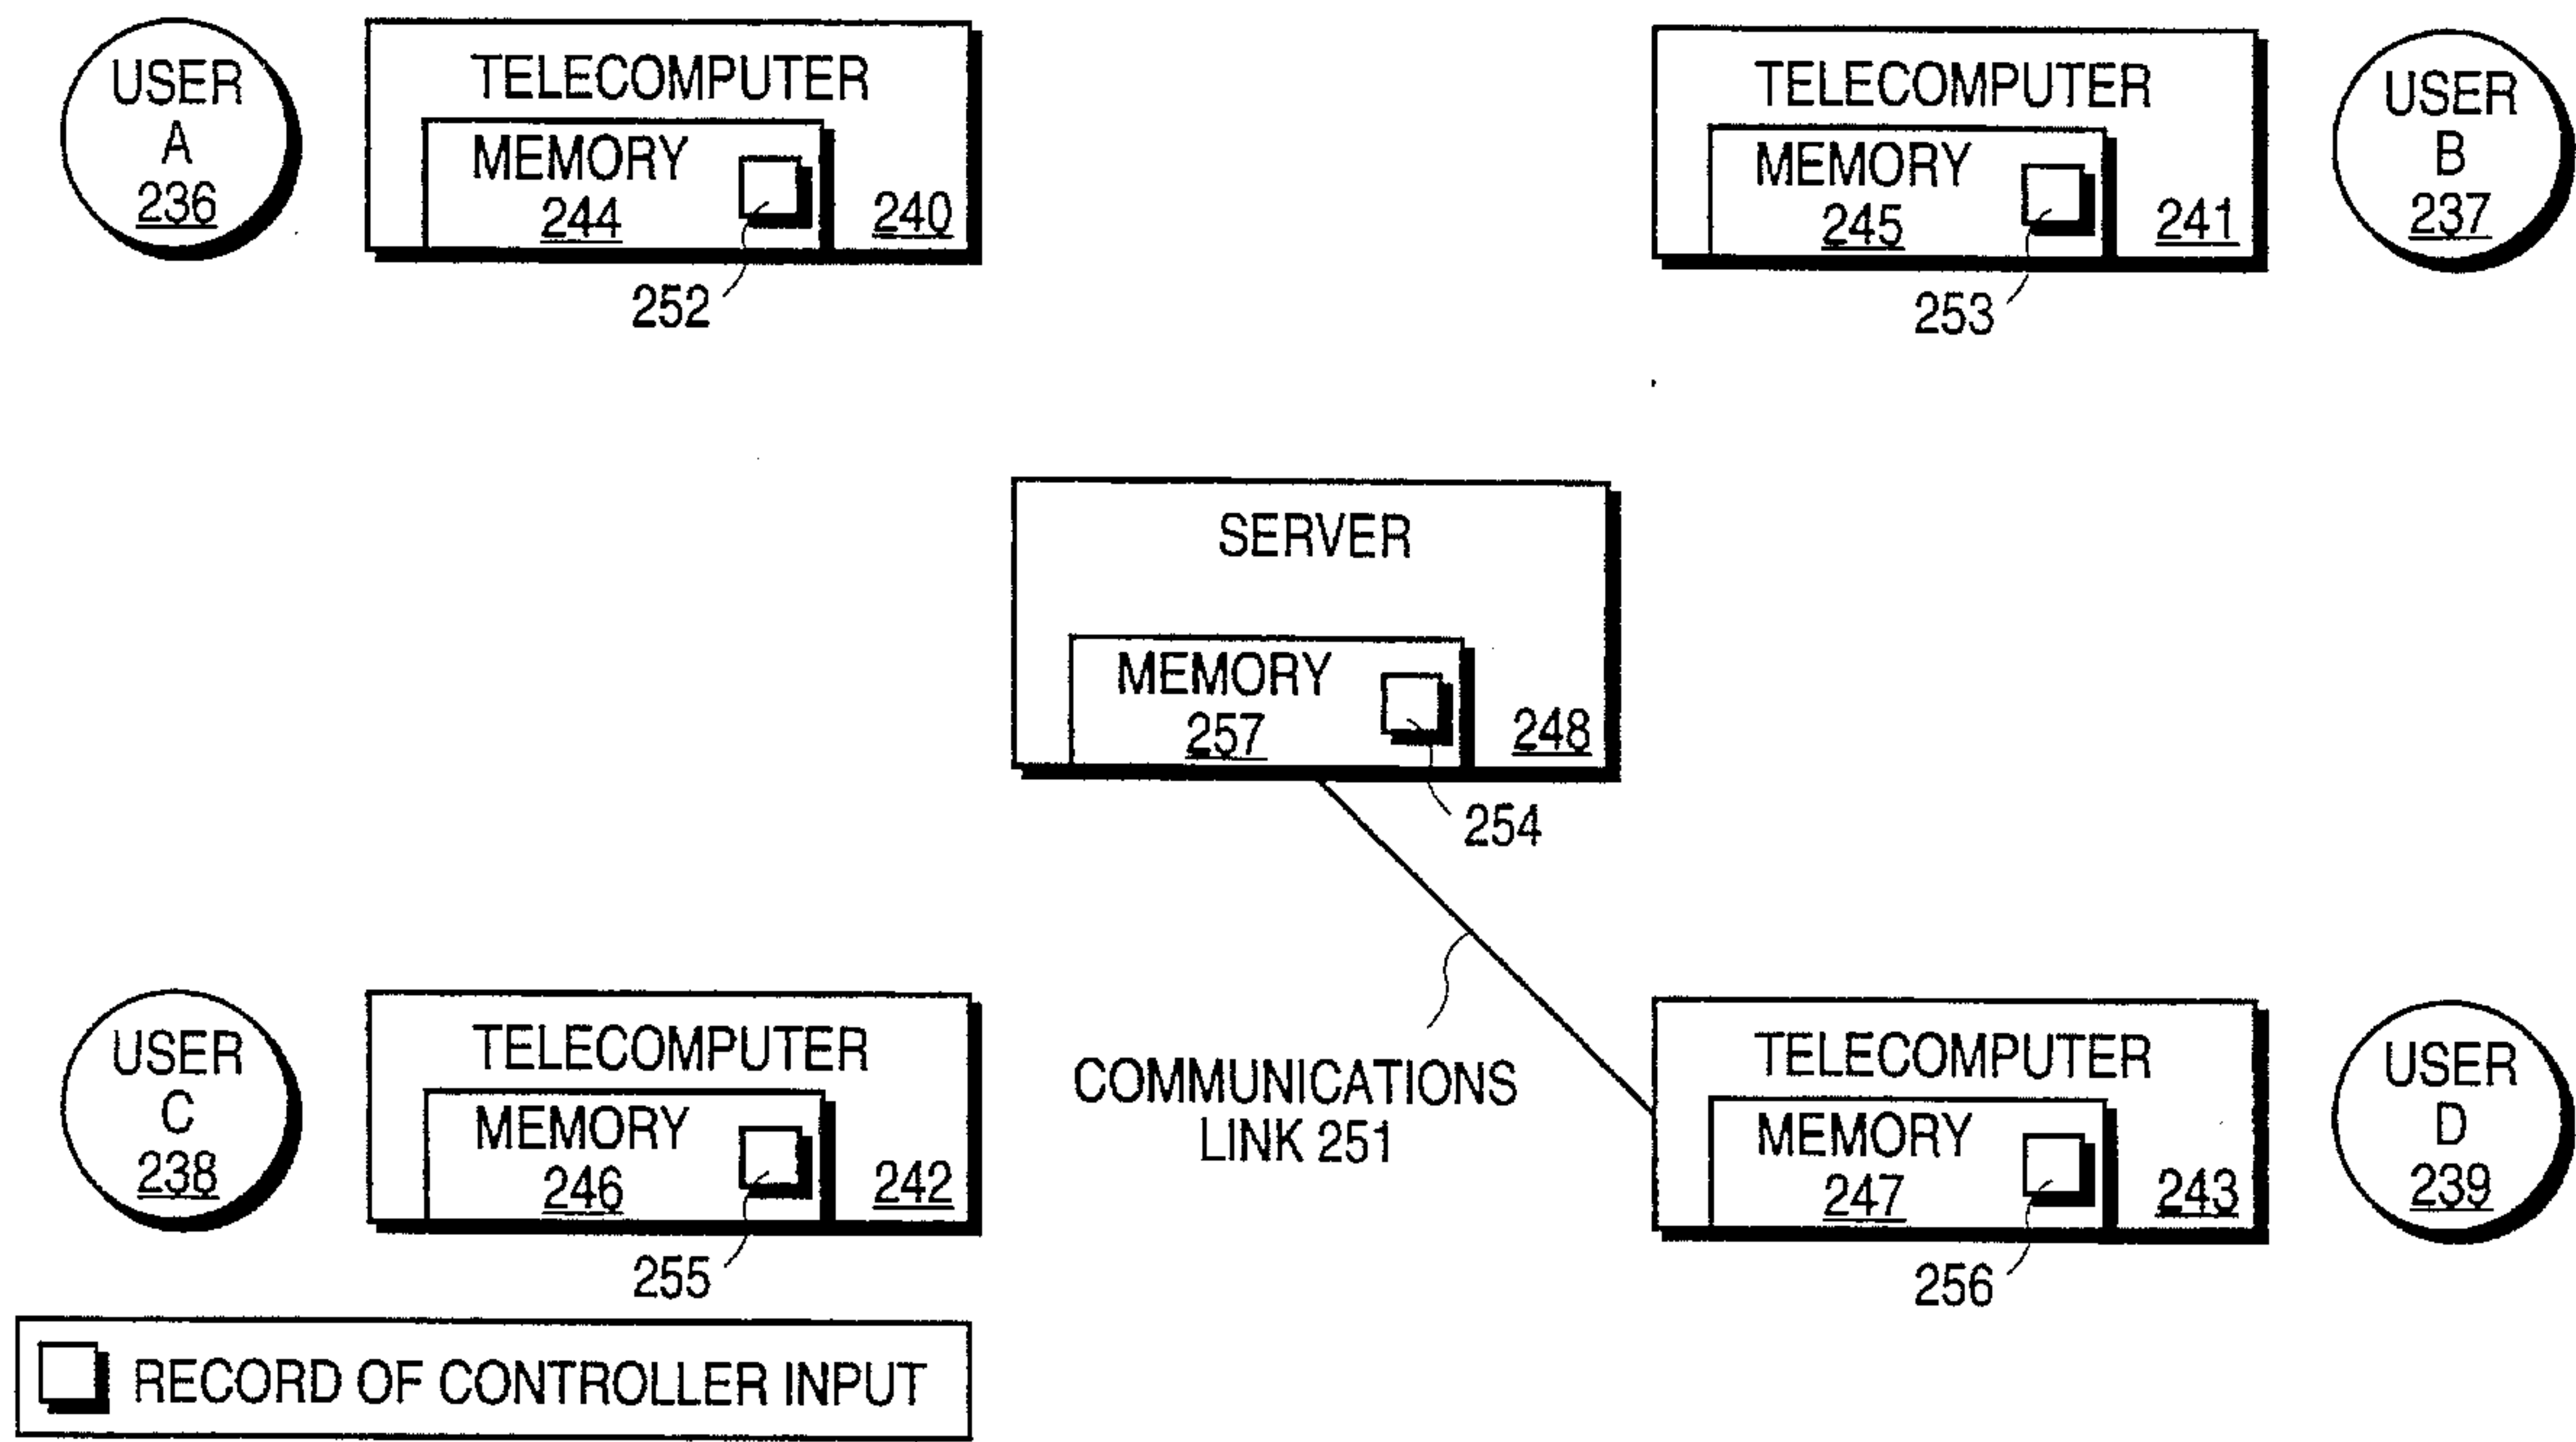 USER
A
236
TELECOMPUTER
MEMORY
244
240
252
TELECOMPUTER
MEMORY
245
241
253
USER
B
237
SERVER
MEMORY
257
248
254
COMMUNICATIONS
LINK 251
USER
C
238
TELECOMPUTER
MEMORY
246
242
255
TELECOMPUTER
MEMORY
247
243
256
USER
D
239
RECORD OF CONTROLLER INPUT